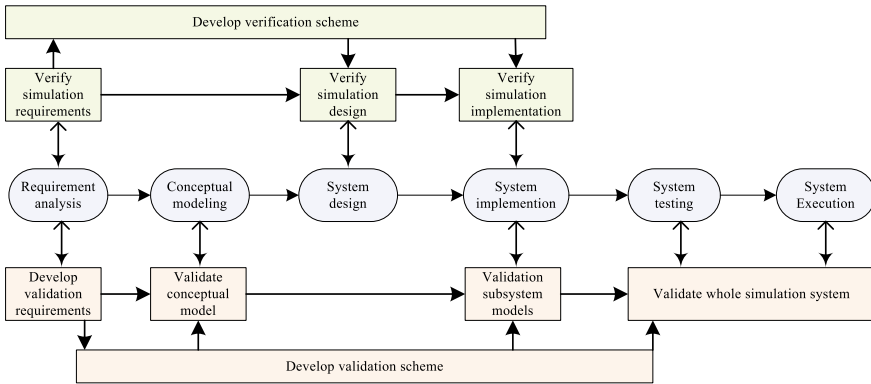 Develop verification scheme
Verify
simulation
requirements
Verify
simulation
design
Verify
simulation
implementation
Requirement
analysis
Conceptual
modeling
System
design
System
implemention
System
testing
System
Execution
Develop
validation
requirements
Validate
conceptual
model
Validation
subsystem
models
Validate whole simulation system
Develop validation scheme